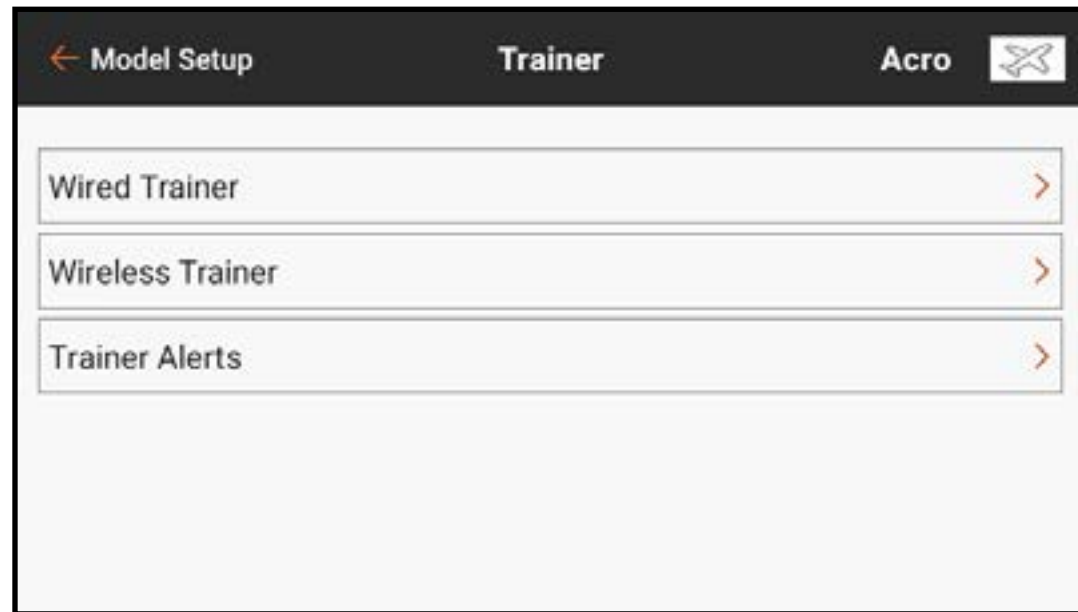 Model Setup
Trainer
Acro
Wired Trainer
Wireless Trainer
Trainer Alerts